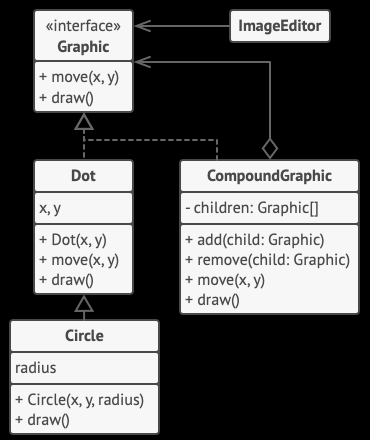 «interface»
Graphic
+ move(x, y)
+ draw()
ImageEditor
Dot
x, y
+ Dot(x, y)
+ move(x, y)
+ draw()
CompoundGraphic
- children: Graphic[]
+ add(child: Graphic)
+ remove(child: Graphic)
+ move(x, y)
+ draw()
Circle
radius
+ Circle(x, y, radius)
+ draw()